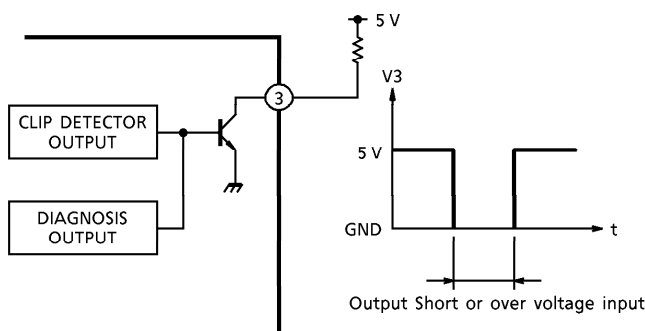 5 V
3
CLIP DETECTOR
OUTPUT
DIAGNOSIS
OUTPUT
V3
5 V
GND
t
Output Short or over voltage input